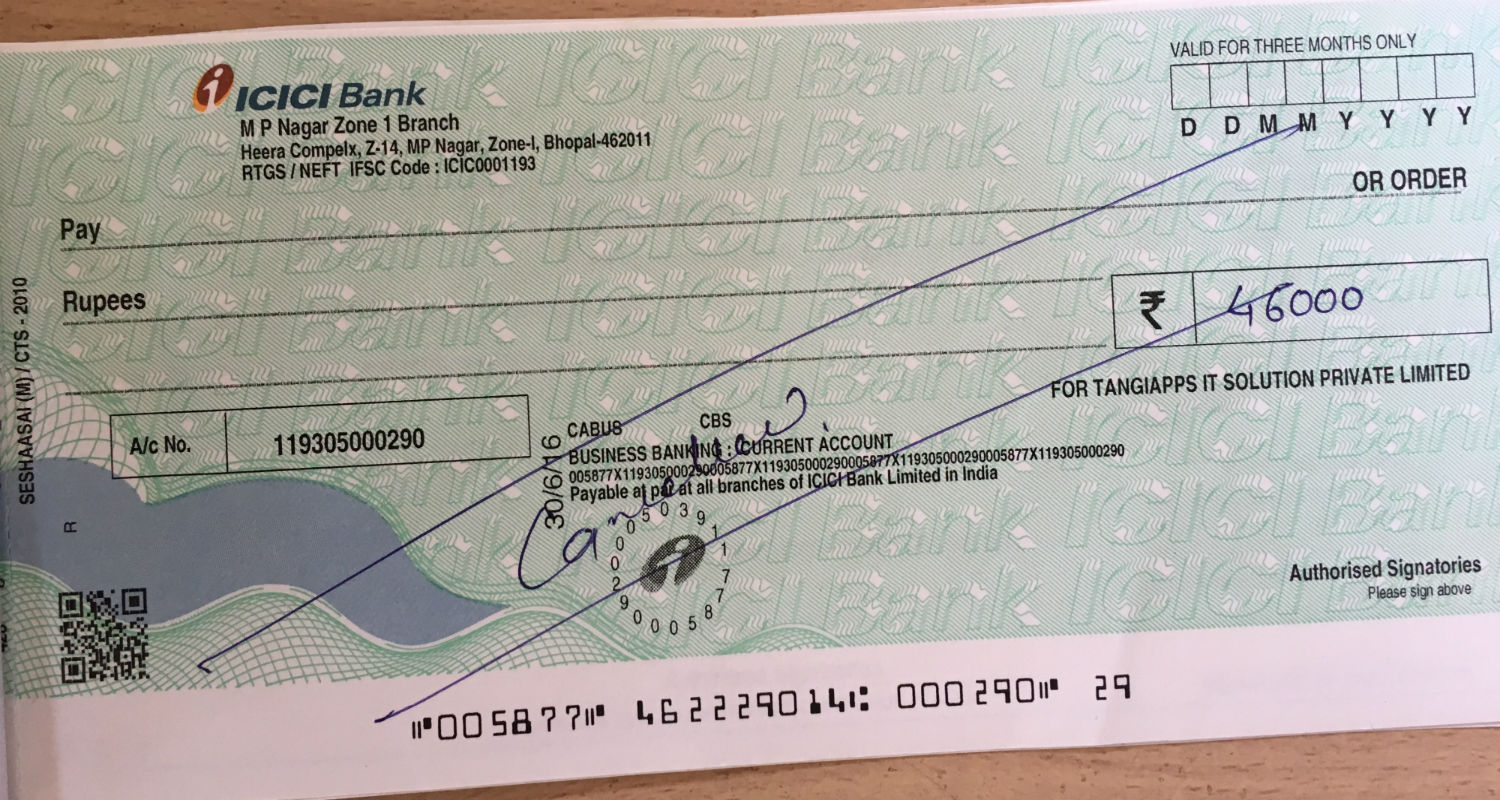 VALID FOR THREE MONTHS ONLY
ICICI Bank
D D M M Y Y Y Y
M P Nagar Zone 1 Branch
Heera Compelx, Z-14, MP Nagar, Zone-I, Bhopal-462011
RTGS / NEFT IFSC Code : ICIC0001193
OR ORDER
Pay
Rupees
₹ 46000
FOR TANGIAPPS IT SOLUTION PRIVATE LIMITED
A/c No. 119305000290
SESHAASAI (M) / CTS - 2010
R
30/6/16
CABUS CBS
BUSINESS BANKING : CURRENT ACCOUNT
005877X119305000290005877X119305000290005877X119305000290005877X119305000290
Payable at par at all branches of ICICI Bank Limited in India
Cancelled
005877119305000290
Authorised Signatories
Please sign above
⑈005877⑈ 462229014⑆ 000290⑈ 29